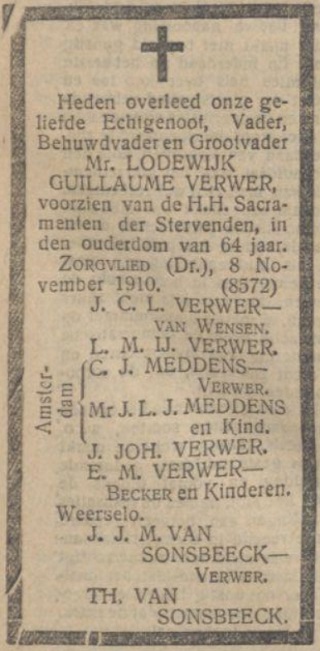 Heden overleed onze ge-
liefde Echtgenoot, Vader,
Behuwdvader en Grootvader
Mr. LODEWIJK
GUILLAUME VERWER,
voorzien van de H.H. Sacra-
menten der Stervenden, in
den ouderdom van 64 jaar.
ZORGVLIED (Dr.), 8 No-
vember 1910. (8572)
J. C. L. VERWER—
VAN WENSEN.
L. M. IJ. VERWER.
Amster-
dam
C. J. MEDDENS—
VERWER.
Mr J. L. J. MEDDENS
en Kind.
J. JOH. VERWER.
E. M. VERWER—
BECKER en Kinderen.
Weerselo.
J. J. M. VAN
SONSBEECK—
VERWER.
TH. VAN
SONSBEECK.